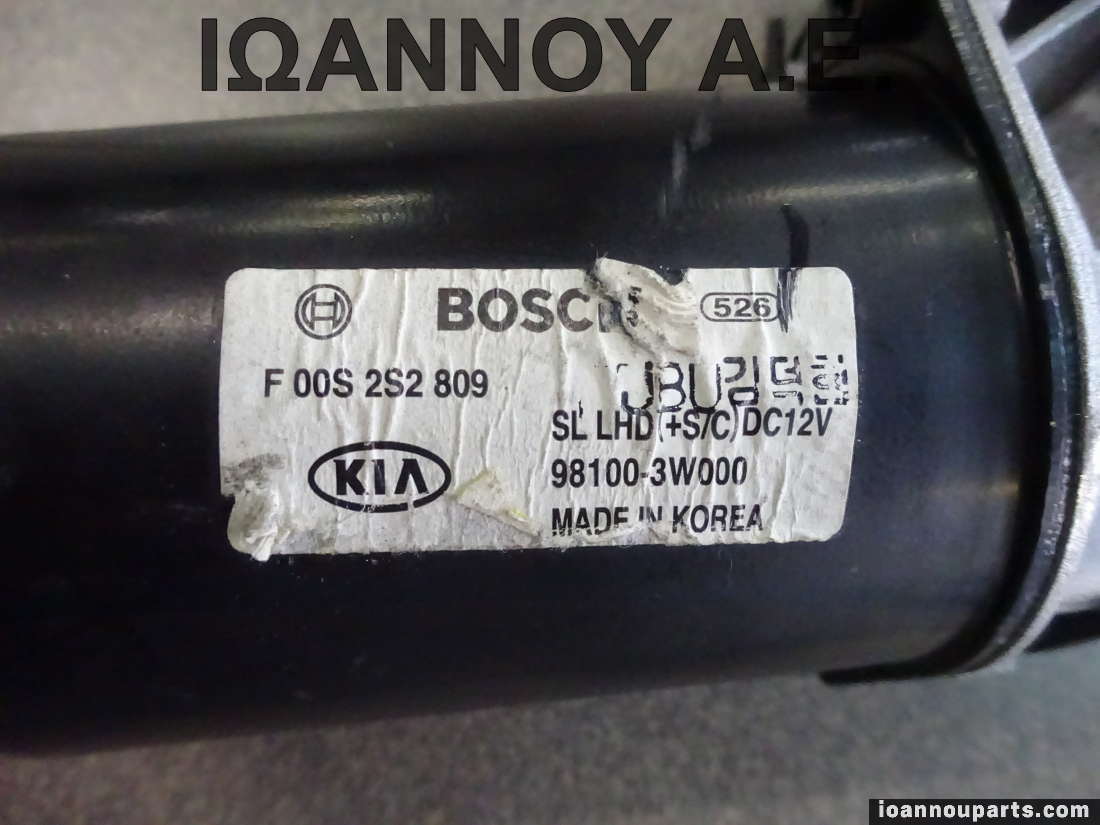 ΙΩΑΝΝΟΥ Α.Ε.
BOSCH 526
F 00S 2S2 809
SL LHD(+S/C) DC12V
KIA 98100-3W000
MADE IN KOREA
ioannouparts.com